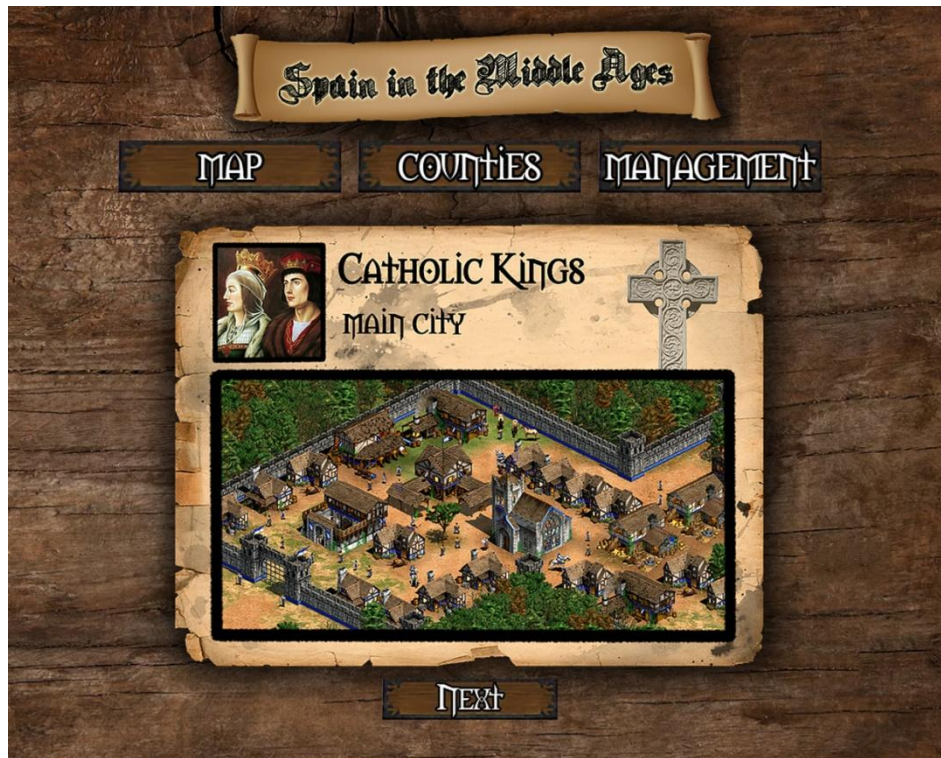 Spain in the Middle Ages
MAP
COUNTIES
MANAGEMENT
CATHOLIC KINGS
MAIN CITY
NEXT